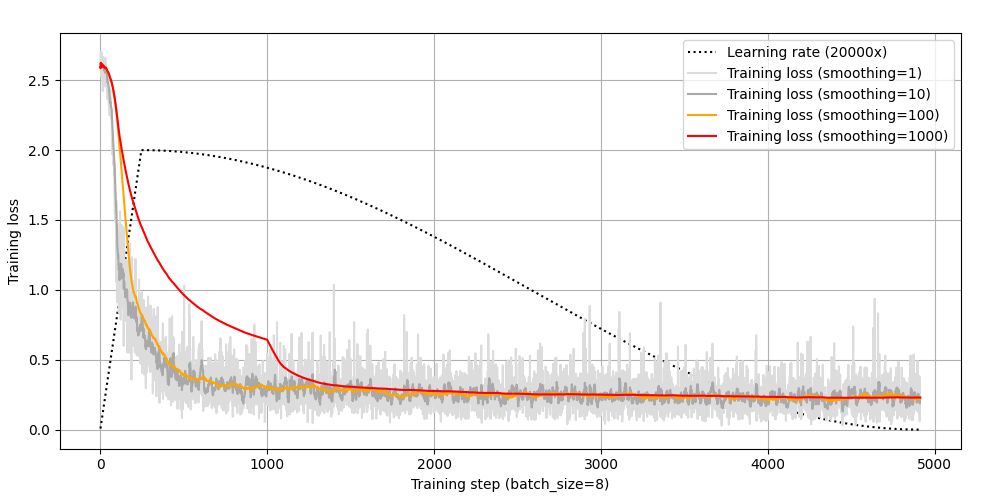 Learning rate (20000x)
Training loss (smoothing=1)
Training loss (smoothing=10)
Training loss (smoothing=100)
Training loss (smoothing=1000)
Training loss
2.5
2.0
1.5
1.0
0.5
0.0
0 1000 2000 3000 4000 5000
Training step (batch_size=8)